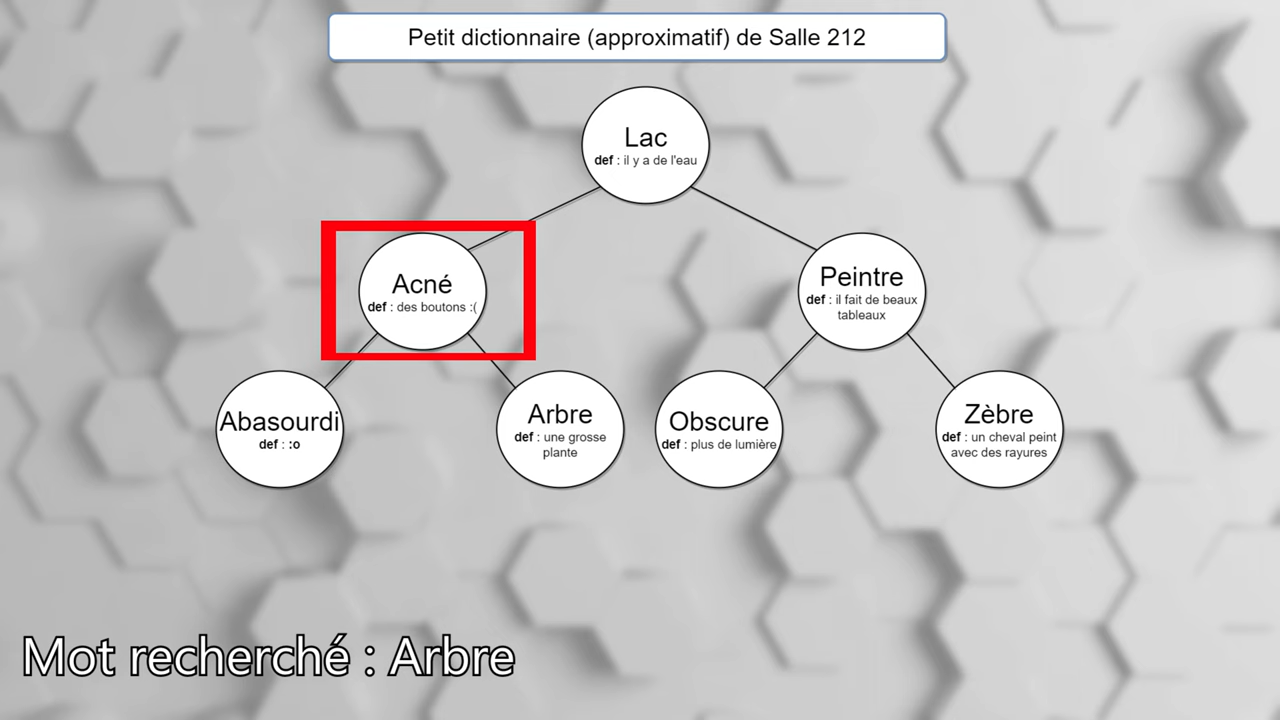 Petit dictionnaire (approximatif) de Salle 212
Lac
def : il y a de l'eau
Acné
def : des boutons :(
Peintre
def : il fait de beaux
tableaux
Abasourdi
def : :o
Arbre
def : une grosse
plante
Obscure
def : plus de lumière
Zèbre
def : un cheval peint
avec des rayures
Mot recherché : Arbre